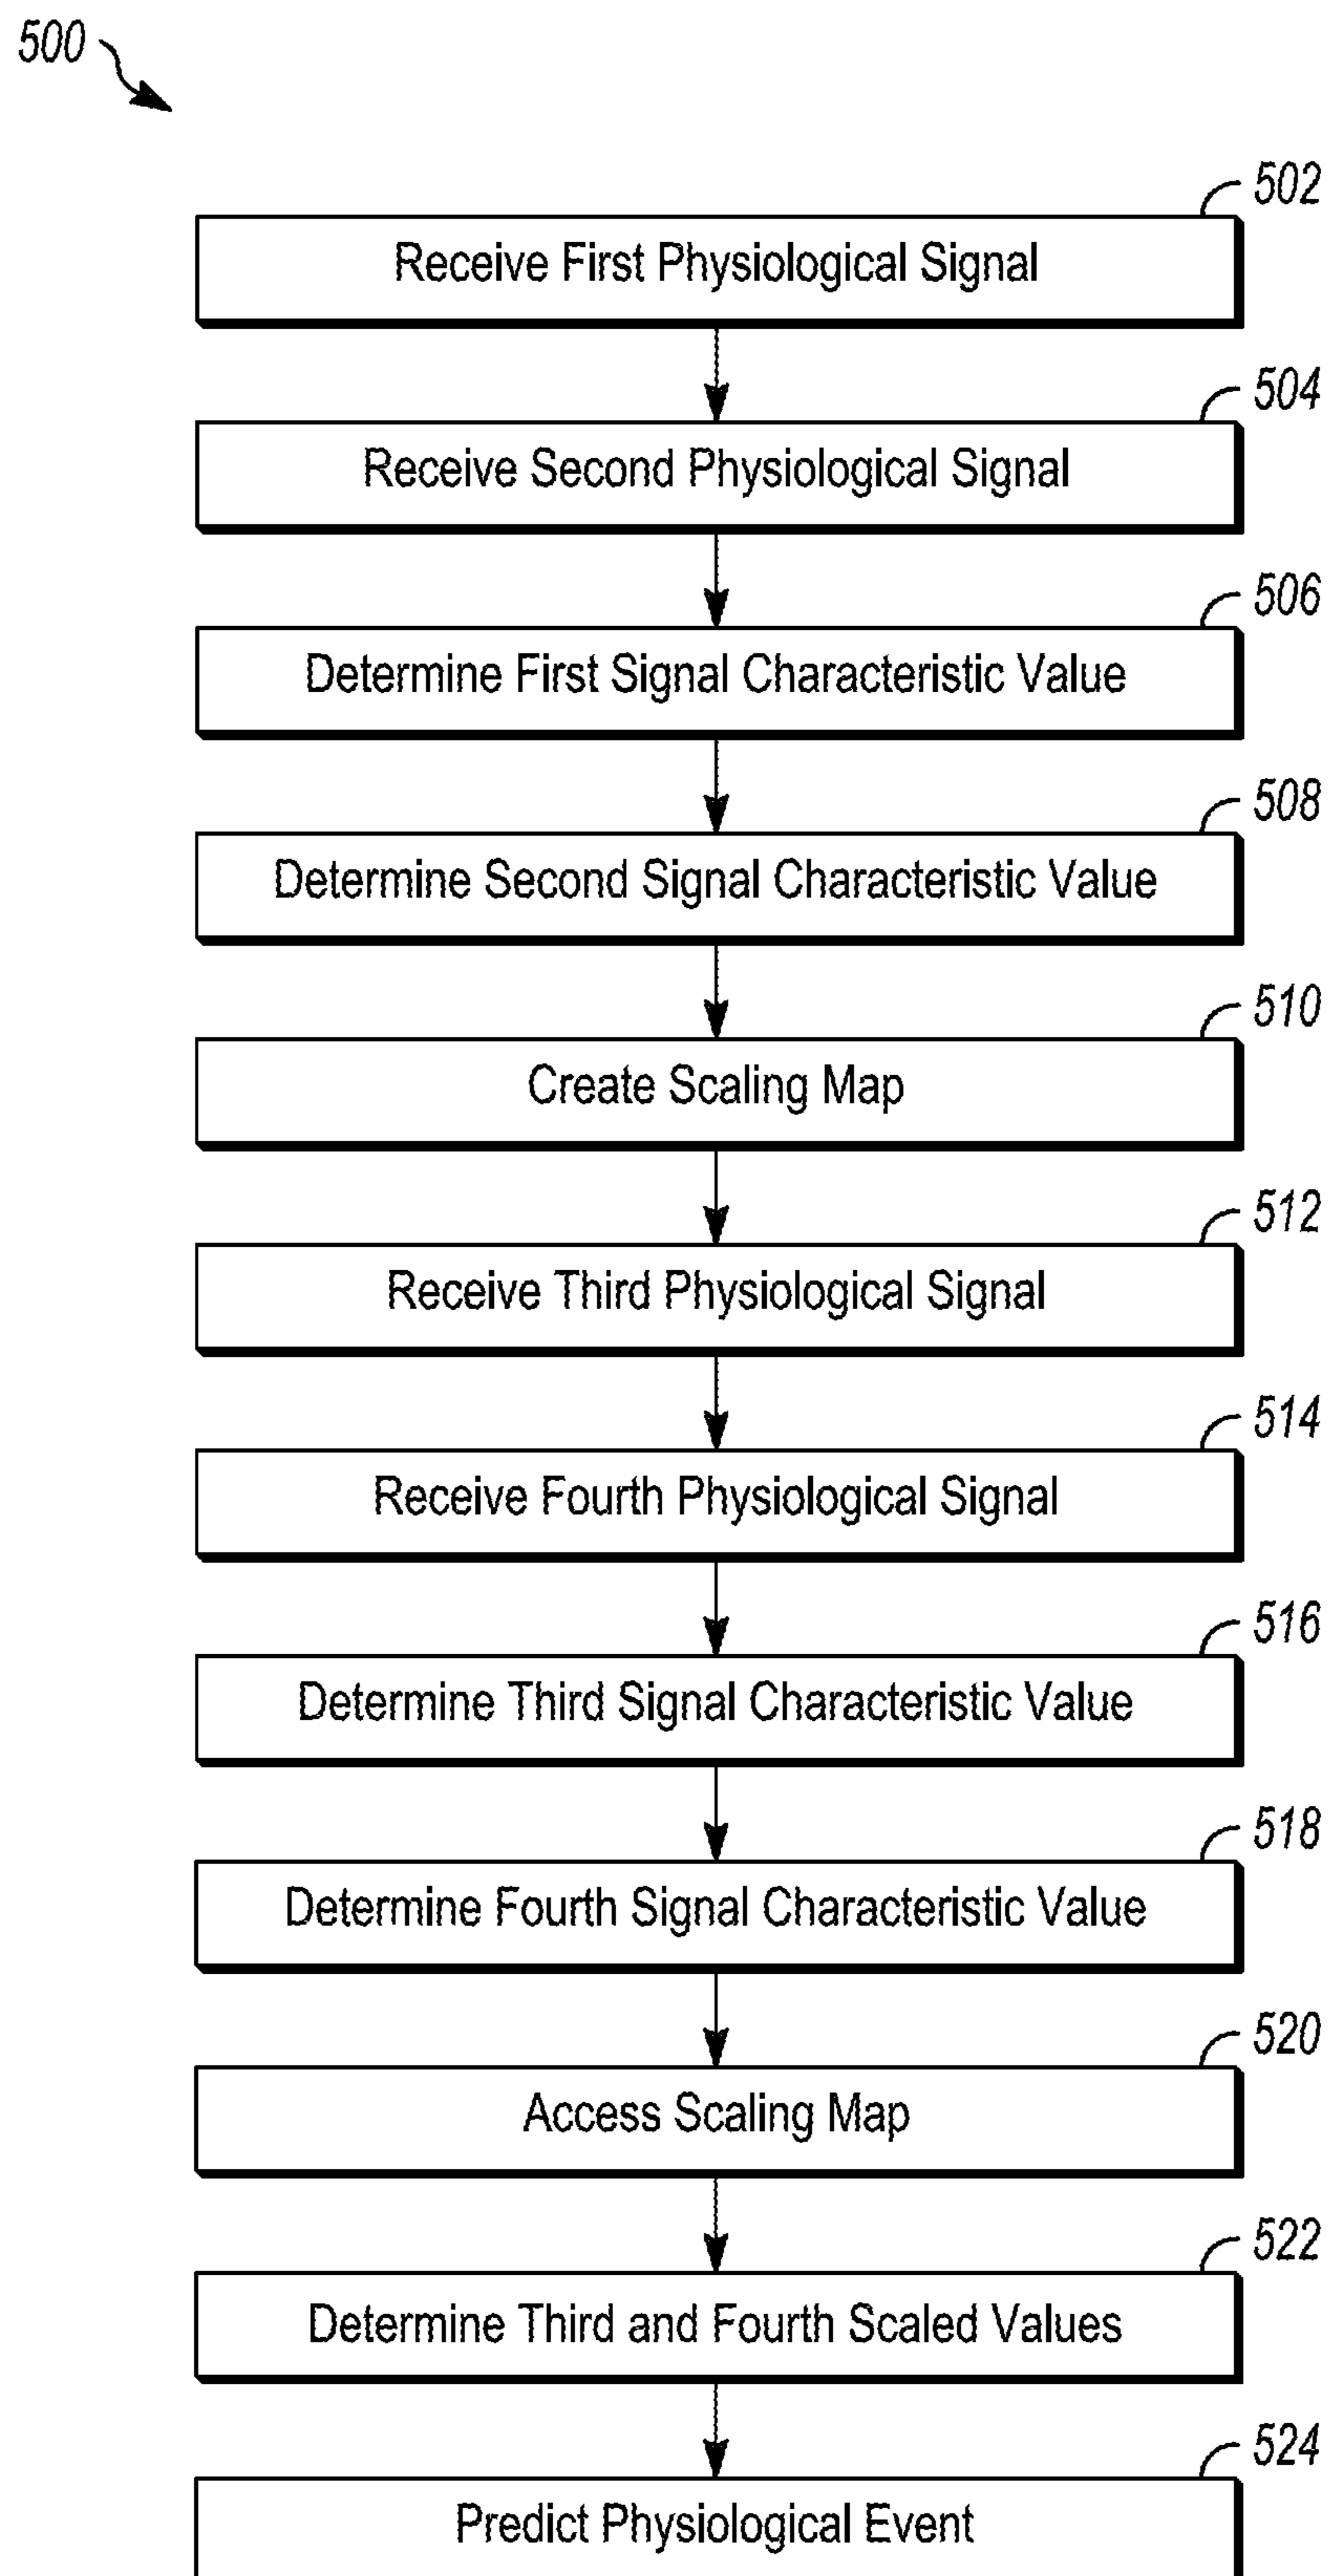 500
502
Receive First Physiological Signal
504
Receive Second Physiological Signal
506
Determine First Signal Characteristic Value
508
Determine Second Signal Characteristic Value
510
Create Scaling Map
512
Receive Third Physiological Signal
514
Receive Fourth Physiological Signal
516
Determine Third Signal Characteristic Value
518
Determine Fourth Signal Characteristic Value
520
Access Scaling Map
522
Determine Third and Fourth Scaled Values
524
Predict Physiological Event